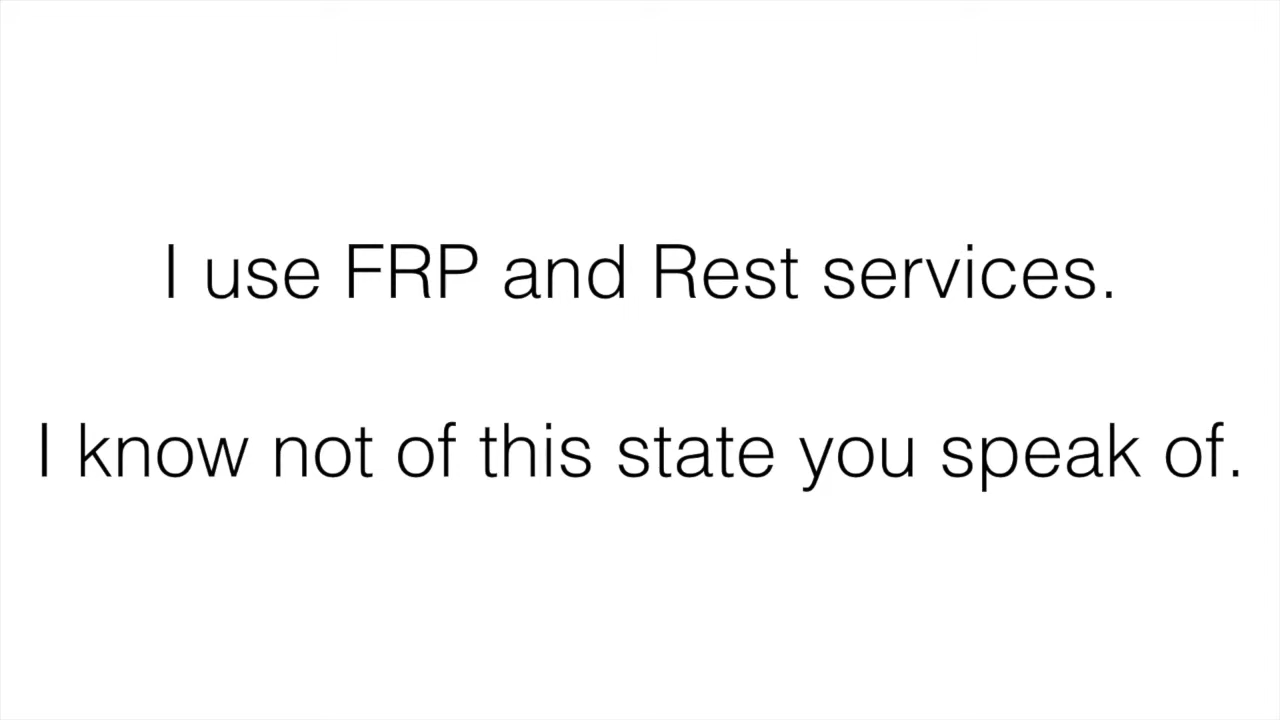 I use FRP and Rest services.
I know not of this state you speak of.